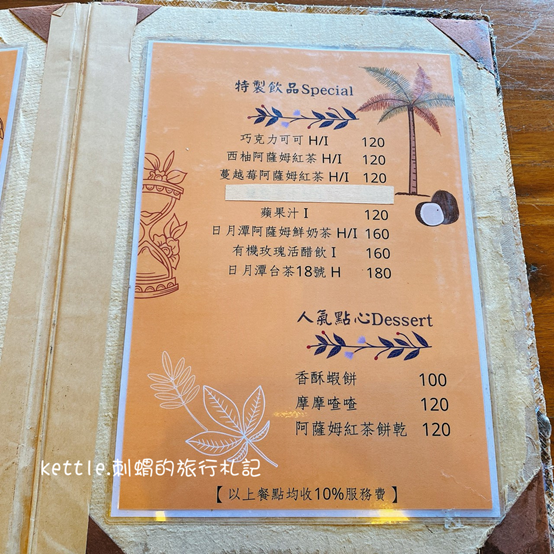 特製飲品Special
巧克力可可 H/I 120
西柚阿薩姆紅茶 H/I 120
蔓越莓阿薩姆紅茶 H/I 120
蘋果汁 I 120
日月潭阿薩姆鮮奶茶 H/I 160
有機玫瑰活醋飲 I 160
日月潭台茶18號 H 180
人氣點心Dessert
香酥蝦餅 100
摩摩喳喳 120
阿薩姆紅茶餅乾 120
kettle.刺蝟的旅行札記
【以上餐點均收10%服務費】